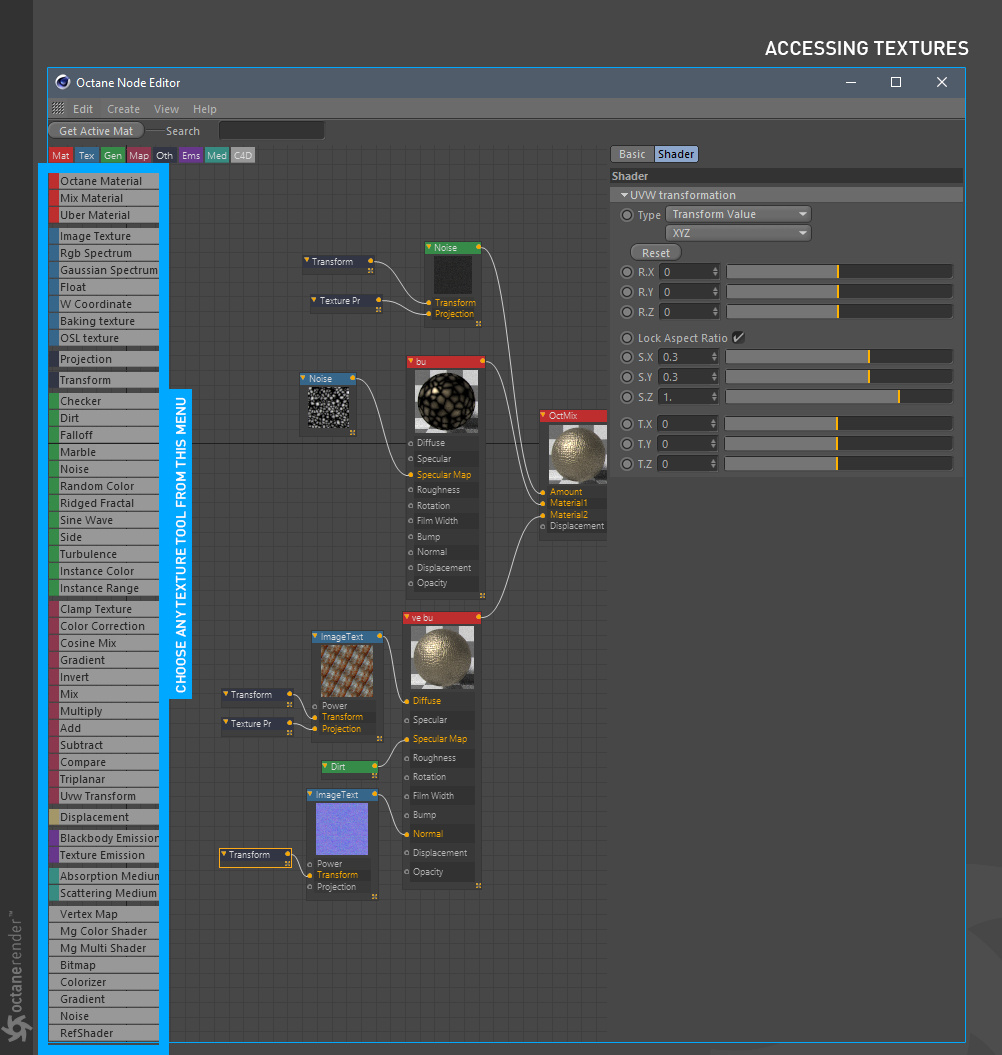 ACCESSING TEXTURES
Octane Node Editor
Edit Create View Help
Get Active Mat Search
Mat Tex Gen Map Oth Ems Med C4D
Octane Material
Mix Material
Uber Material
Image Texture
Rgb Spectrum
Gaussian Spectrum
Float
W Coordinate
Baking texture
OSL texture
Projection
Transform
Checker
Dirt
Falloff
Marble
Noise
Random Color
Ridged Fractal
Sine Wave
Side
Turbulence
Instance Color
Instance Range
Clamp Texture
Color Correction
Cosine Mix
Gradient
Invert
Mix
Multiply
Add
Subtract
Compare
Triplanar
Uvw Transform
Displacement
Blackbody Emission
Texture Emission
Absorption Medium
Scattering Medium
Vertex Map
Mg Color Shader
Mg Multi Shader
Bitmap
Colorizer
Gradient
Noise
RefShader
CHOOSE ANY TEXTURE TOOL FROM THIS MENU
Transform
Texture Pr
Noise
Transform
Projection
Noise
bu
Diffuse
Specular
Specular Map
Roughness
Rotation
Film Width
Bump
Normal
Displacement
Opacity
OctMix
Amount
Material1
Material2
Displacement
Transform
Texture Pr
ImageText
Power
Transform
Projection
Dirt
Transform
ImageText
Power
Transform
Projection
ve bu
Diffuse
Specular
Specular Map
Roughness
Rotation
Film Width
Bump
Normal
Displacement
Opacity
Basic Shader
Shader
UVW transformation
Type Transform Value
XYZ
Reset
R.X 0
R.Y 0
R.Z 0
Lock Aspect Ratio
S.X 0.3
S.Y 0.3
S.Z 1.
T.X 0
T.Y 0
T.Z 0
octanerender™